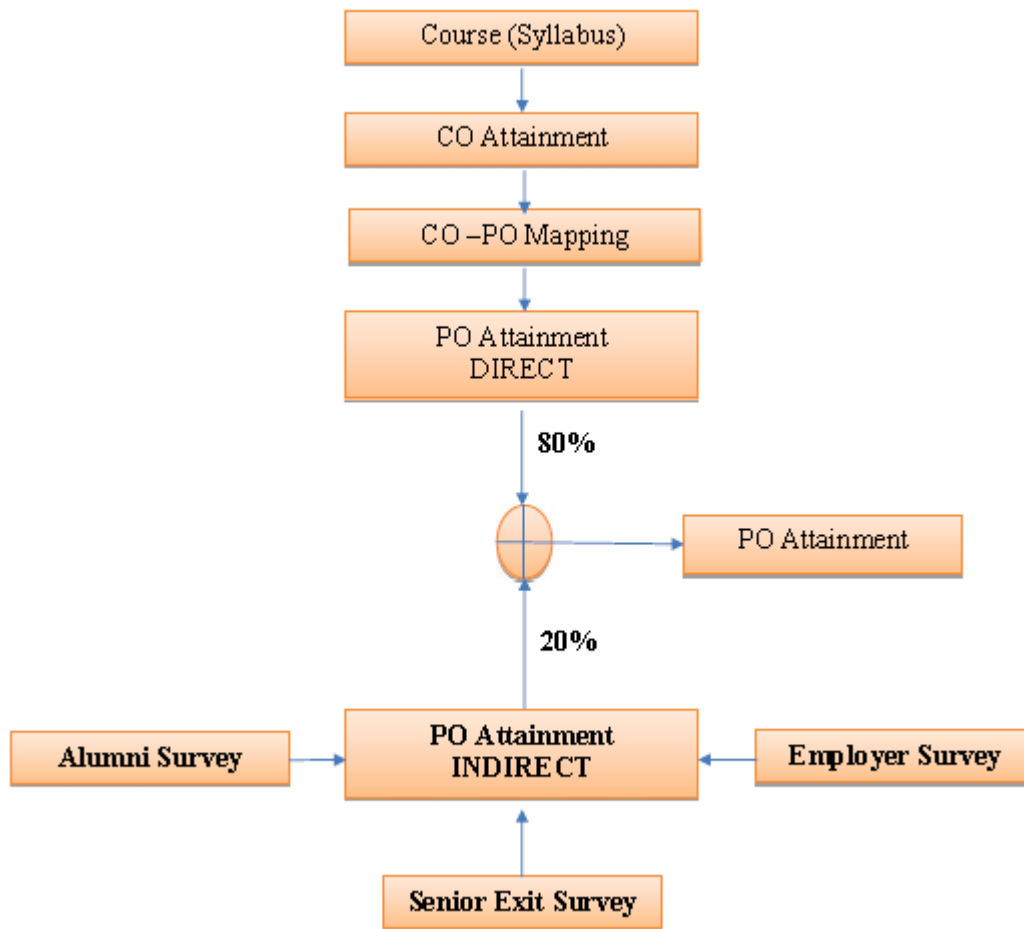 Course (Syllabus)
CO Attainment
CO –PO Mapping
PO Attainment
DIRECT
80%
PO Attainment
20%
PO Attainment
INDIRECT
Alumni Survey
Employer Survey
Senior Exit Survey